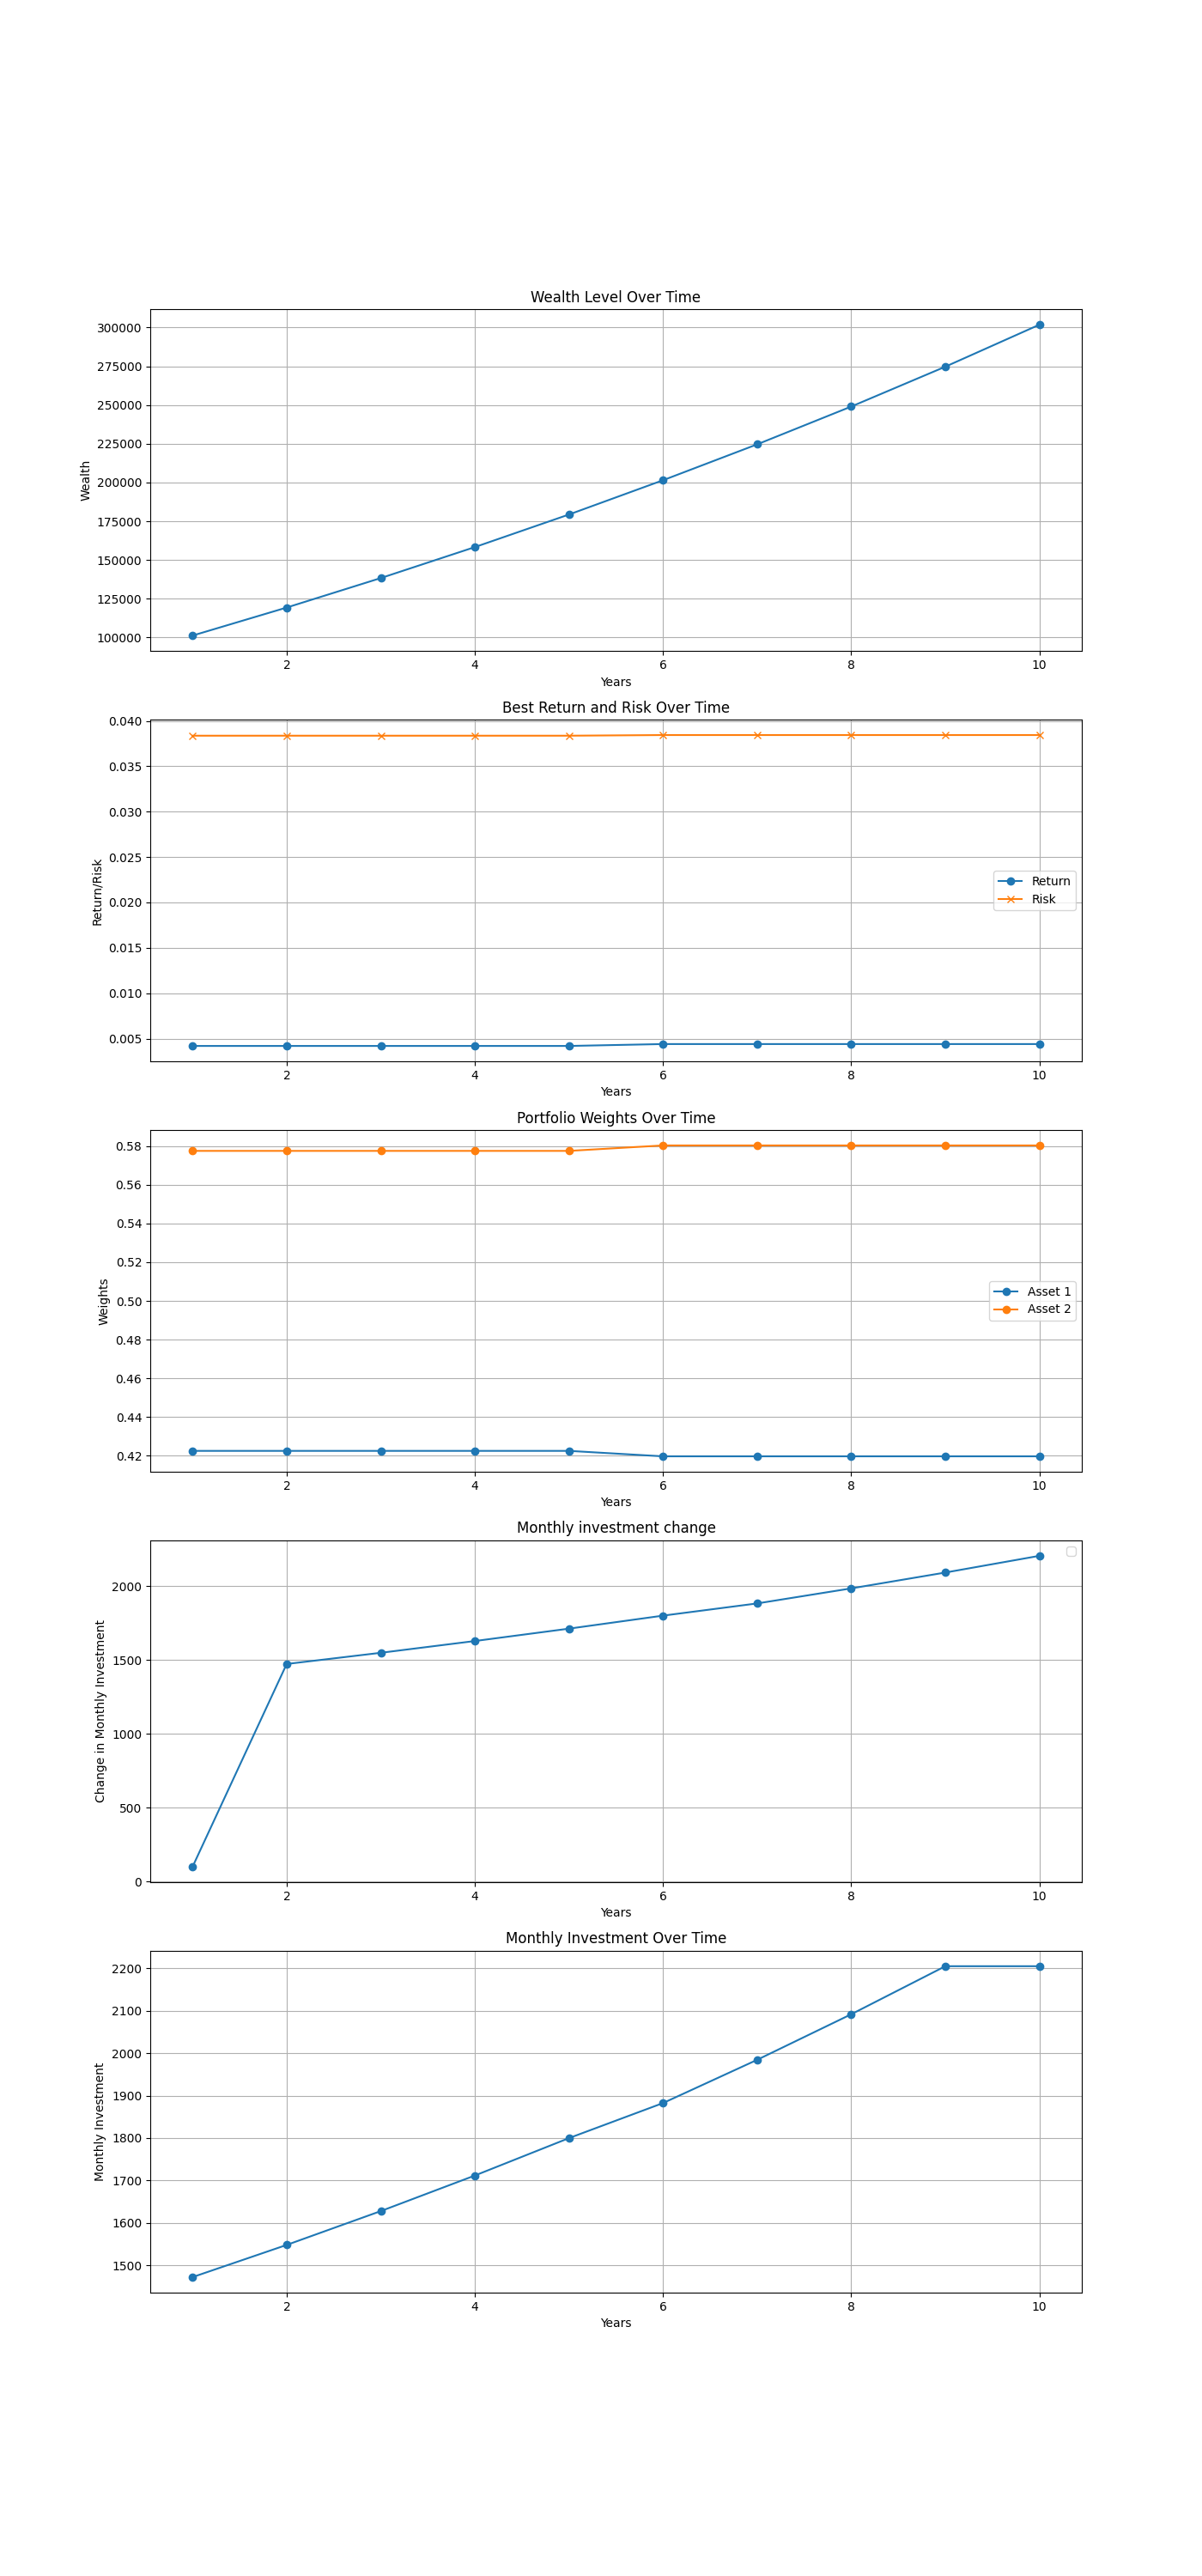 Wealth Level Over Time
300000
275000
250000
225000
200000
175000
150000
125000
100000
Wealth
2 4 6 8 10
Years
Best Return and Risk Over Time
0.040
0.035
0.030
0.025
0.020
0.015
0.010
0.005
Return/Risk
Return
Risk
2 4 6 8 10
Years
Portfolio Weights Over Time
0.58
0.56
0.54
0.52
0.50
0.48
0.46
0.44
0.42
Weights
Asset 1
Asset 2
2 4 6 8 10
Years
Monthly investment change
2000
1500
1000
500
0
Change in Monthly Investment
2 4 6 8 10
Years
Monthly Investment Over Time
2200
2100
2000
1900
1800
1700
1600
1500
Monthly Investment
2 4 6 8 10
Years